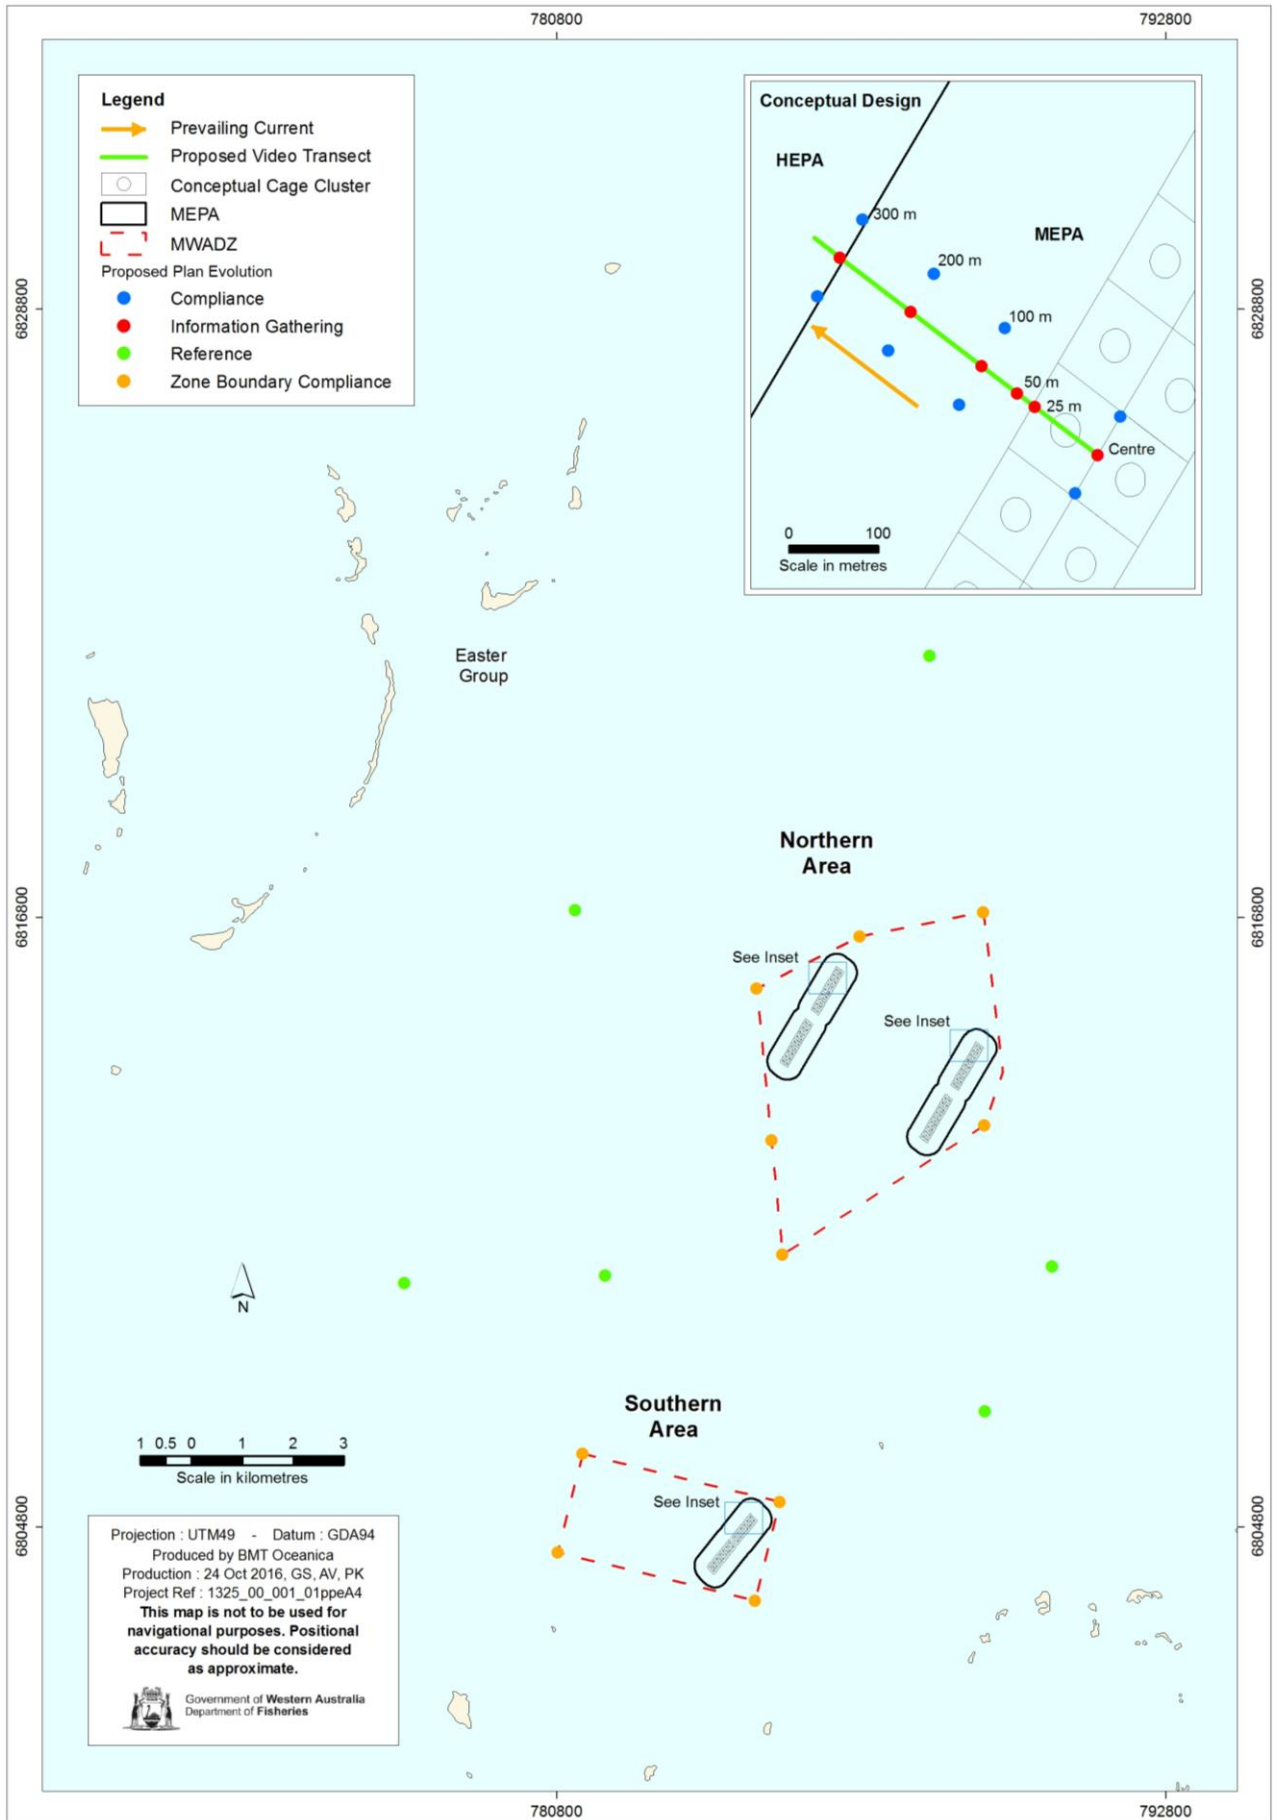 780800
792800
Legend
Prevailing Current
Proposed Video Transect
Conceptual Cage Cluster
MEPA
MWADZ
Proposed Plan Evolution
Compliance
Information Gathering
Reference
Zone Boundary Compliance
Conceptual Design
HEPA
300 m
MEPA
200 m
100 m
50 m
25 m
Centre
0 100
Scale in metres
6828800
6828800
Easter
Group
Northern
Area
6816800
6816800
See Inset
See Inset
N
Southern
Area
1 0.5 0 1 2 3
Scale in kilometres
See Inset
6804800
6804800
Projection : UTM49 - Datum : GDA94
Produced by BMT Oceanica
Production : 24 Oct 2016, GS, AV, PK
Project Ref : 1325_00_001_01ppeA4
This map is not to be used for
navigational purposes. Positional
accuracy should be considered
as approximate.
Government of Western Australia
Department of Fisheries
780800
792800